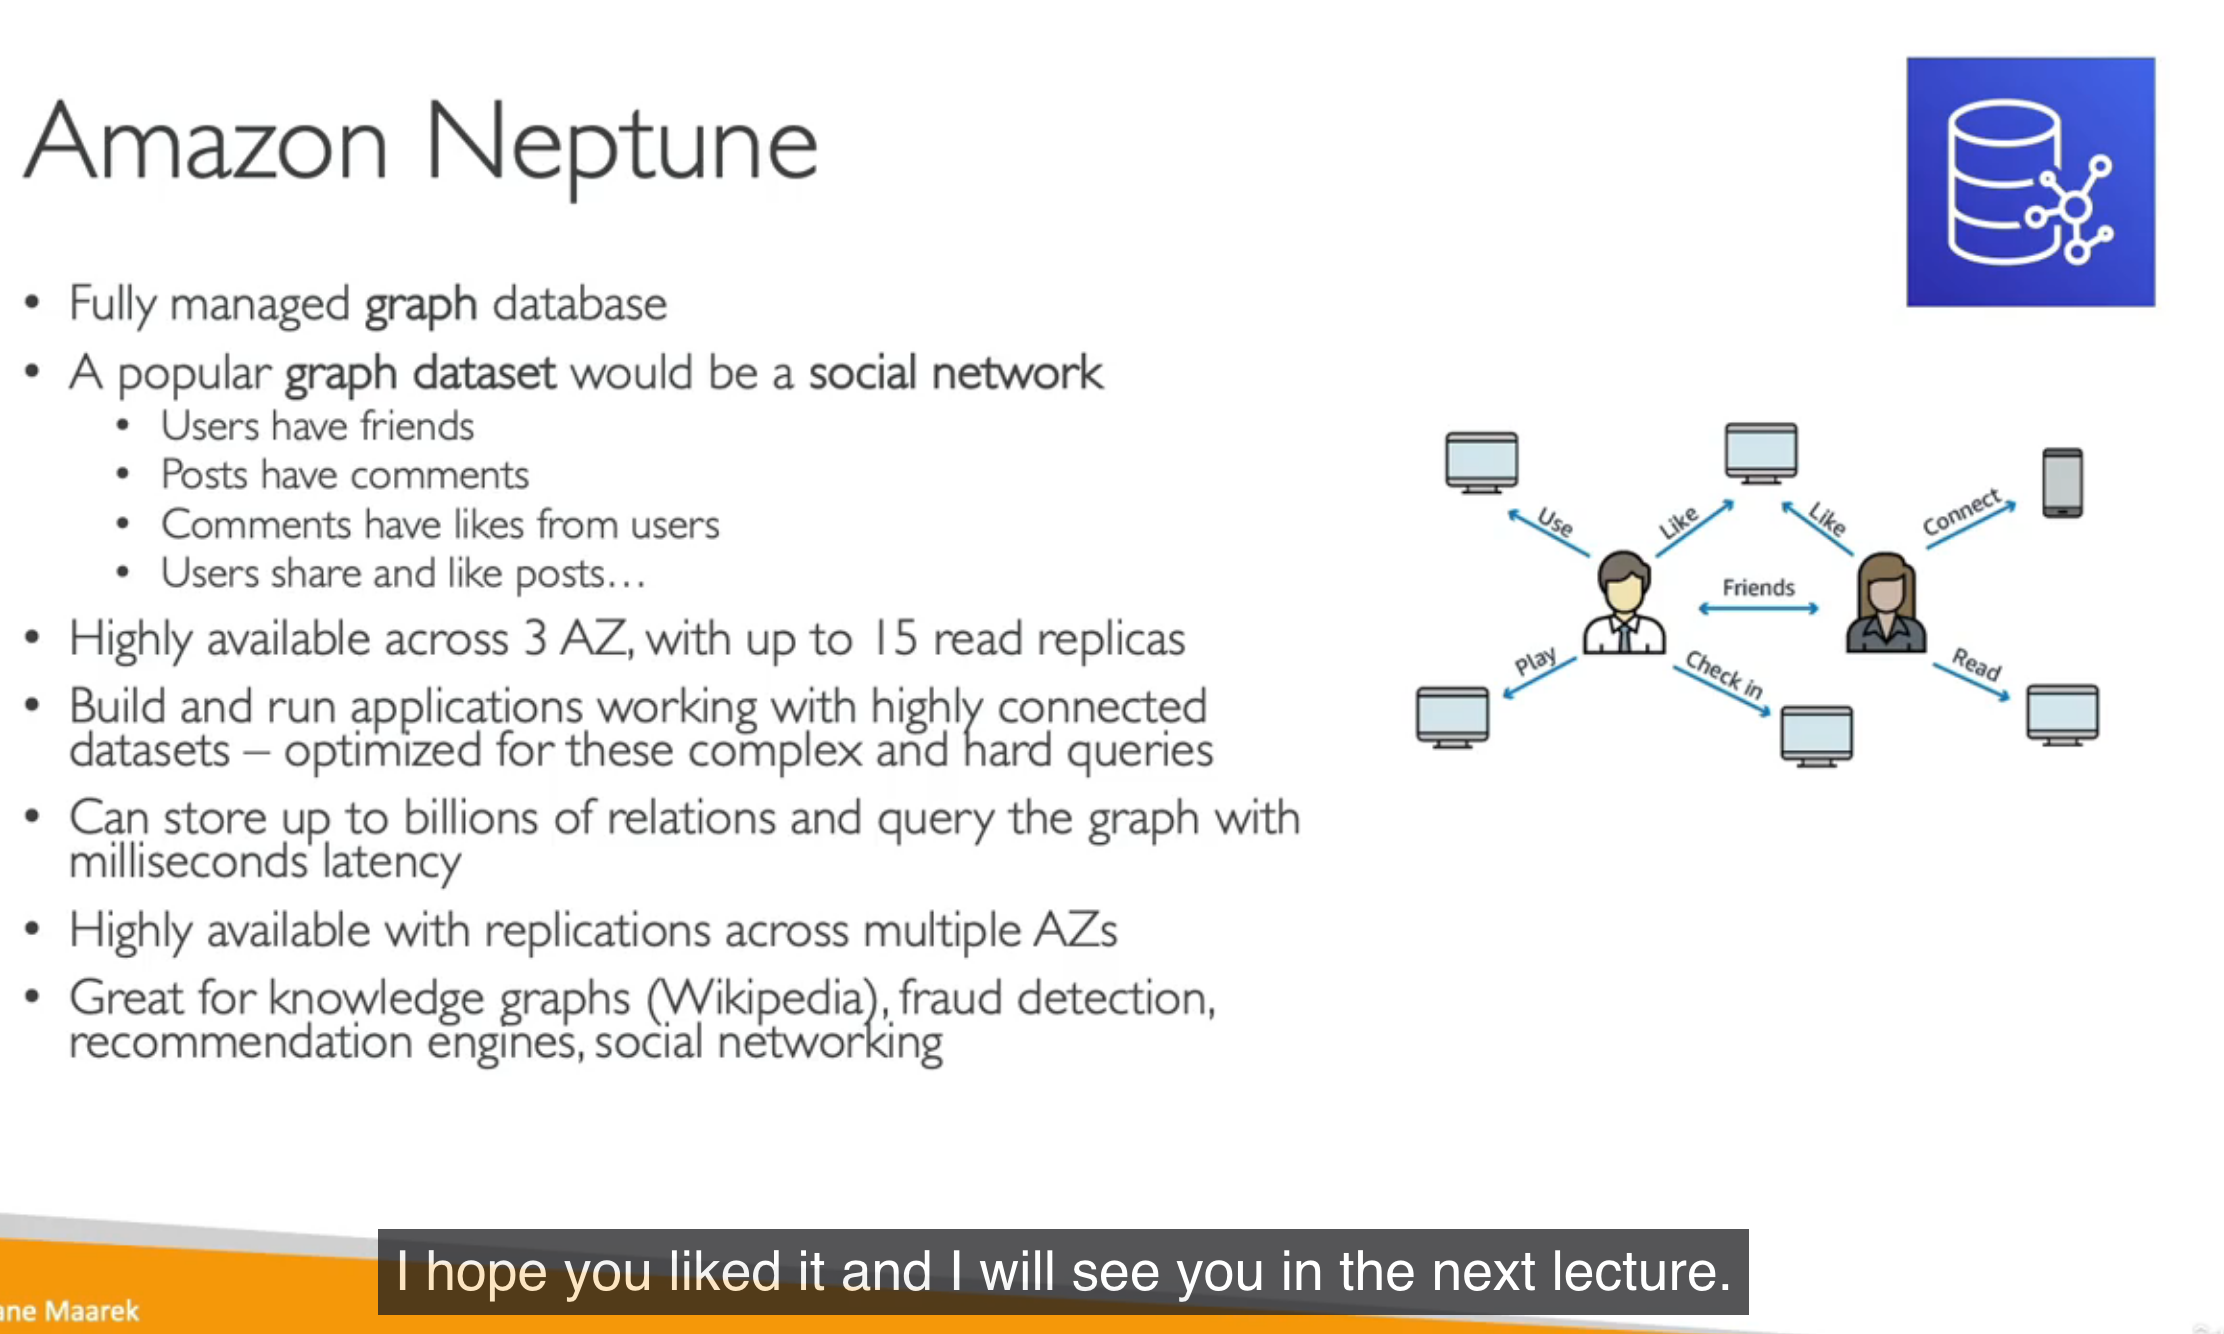 Amazon Neptune
• Fully managed graph database
• A popular graph dataset would be a social network
• Users have friends
• Posts have comments
• Comments have likes from users
• Users share and like posts…
• Highly available across 3 AZ, with up to 15 read replicas
• Build and run applications working with highly connected
datasets – optimized for these complex and hard queries
• Can store up to billions of relations and query the graph with
milliseconds latency
• Highly available with replications across multiple AZs
• Great for knowledge graphs (Wikipedia), fraud detection,
recommendation engines, social networking
Use
Like
Like
Connect
Friends
Play
Check in
Read
I hope you liked it and I will see you in the next lecture.
ane Maarek